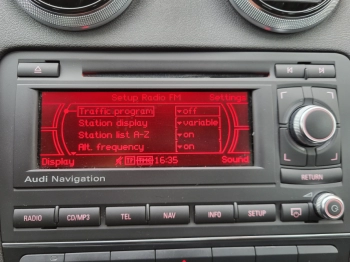 Setup Radio FM Settings
Traffic program off
Station display variable
Station list A-Z on
Alt. frequency on
Display 16:35 Sound
Audi Navigation
RETURN
RADIO CD/MP3 TEL NAV INFO SETUP